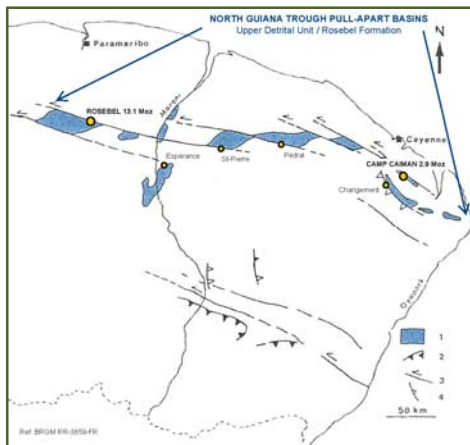 NORTH GUIANA TROUGH PULL-APART BASINS
Upper Detrital Unit / Rosebel Formation
N
Paramaribo
ROSEBEL 13.1 Moz
Maroni
Cayenne
Espérance
St-Pierre
Pédral
CAMP CAIMAN 2.9 Moz
Changement
Oyapock
1
2
3
4
50 km
Ref: BRGM RR-3859-FR